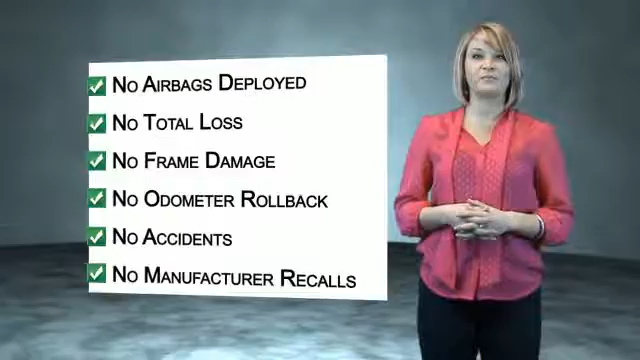 No Airbags Deployed
No Total Loss
No Frame Damage
No Odometer Rollback
No Accidents
No Manufacturer Recalls